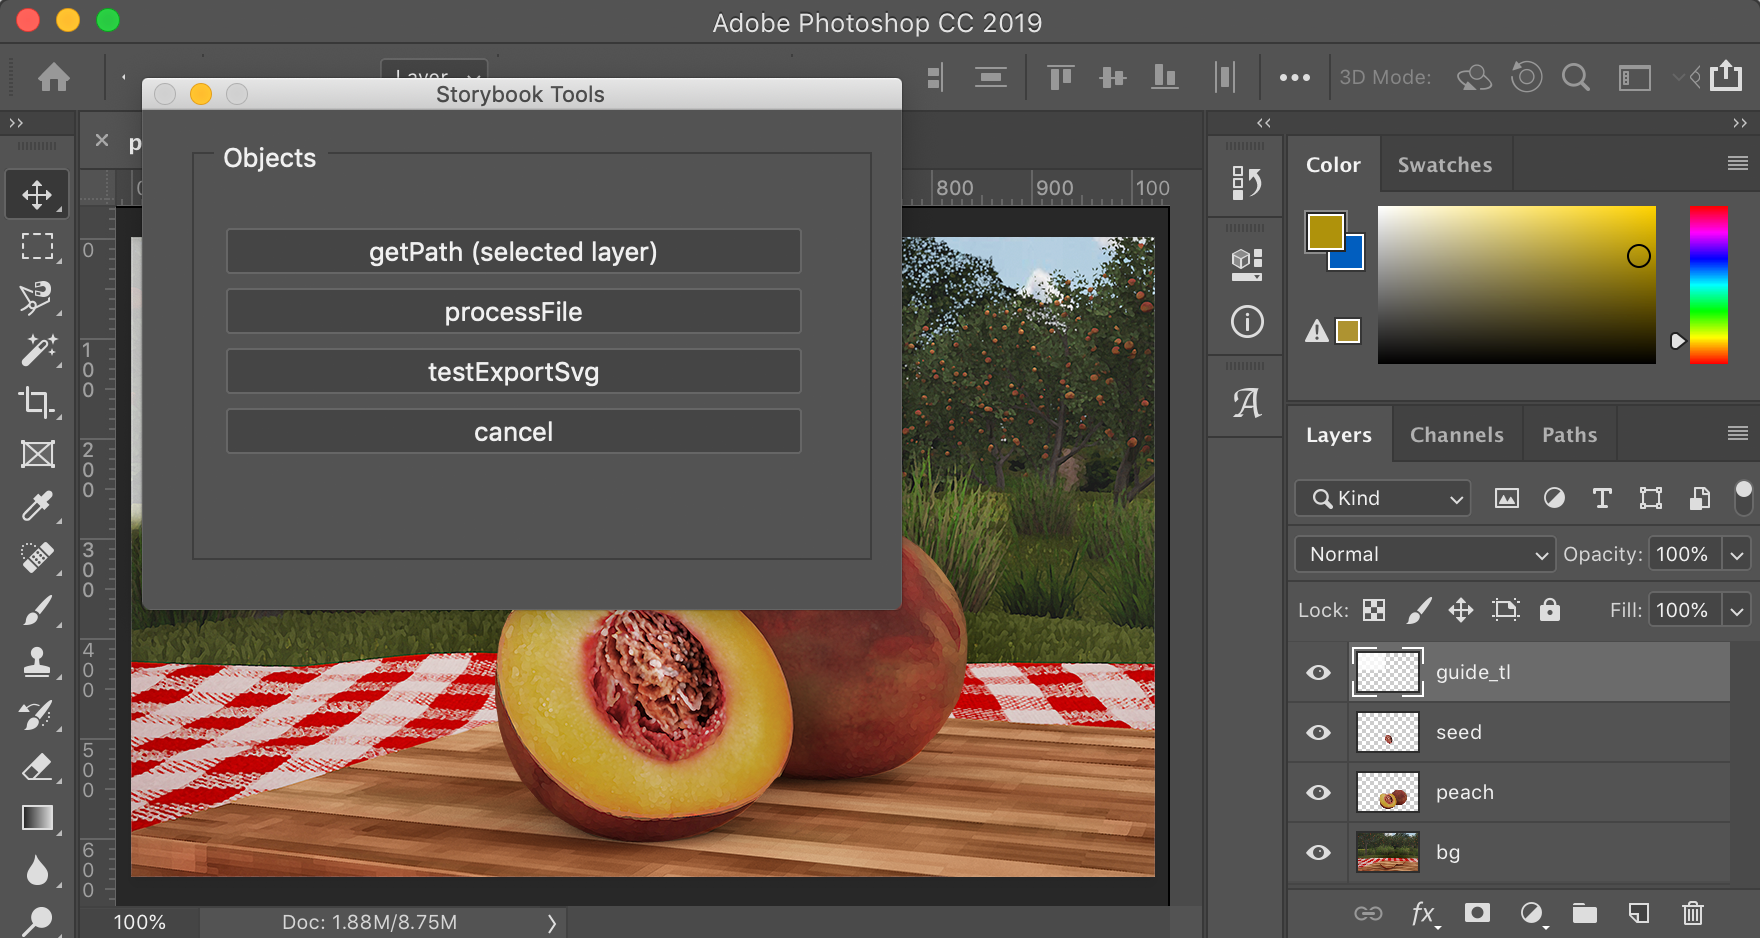 Adobe Photoshop CC 2019
Layer
3D Mode:
Storybook Tools
Objects
getPath (selected layer)
processFile
testExportSvg
cancel
p
0
800
900
100
0
100
200
300
400
500
600
100%
Doc: 1.88M/8.75M
Color
Swatches
Layers
Channels
Paths
Kind
Normal
Opacity: 100%
Lock:
Fill: 100%
guide_tl
seed
peach
bg
fx